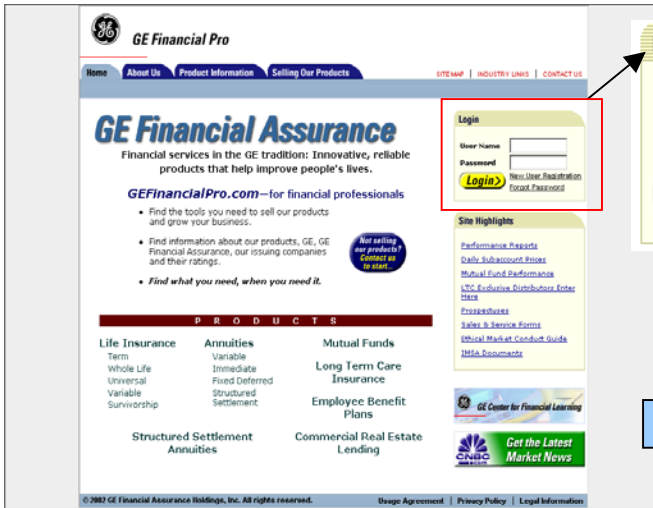 GE Financial Pro
Home About Us Product Information Selling Our Products
SITE MAP | INDUSTRY LINKS | CONTACT US
GE Financial Assurance
Financial services in the GE tradition: Innovative, reliable
products that help improve people's lives.
GEFinancialPro.com—for financial professionals
• Find the tools you need to sell our products
and grow your business.
• Find information about our products, GE, GE
Financial Assurance, our issuing companies
and their ratings.
• Find what you need, when you need it.
Not selling
our products?
Contact us
to start...
Login
User Name
Password
Login>
New User Registration
Forgot Password
Site Highlights
Performance Reports
Daily Subaccount Prices
Mutual Fund Performance
LTC Exclusive Distributors Enter
Here
Prospectuses
Sales & Service Forms
Ethical Market Conduct Guide
IMSA Documents
PRODUCTS
Life Insurance
Term
Whole Life
Universal
Variable
Survivorship
Annuities
Variable
Immediate
Fixed Deferred
Structured
Settlement
Mutual Funds
Long Term Care
Insurance
Employee Benefit
Plans
Structured Settlement
Annuities
Commercial Real Estate
Lending
GE Center for Financial Learning
CNBC
.com
Get the Latest
Market News
© 2002 GE Financial Assurance Holdings, Inc. All rights reserved.
Usage Agreement | Privacy Policy | Legal Information